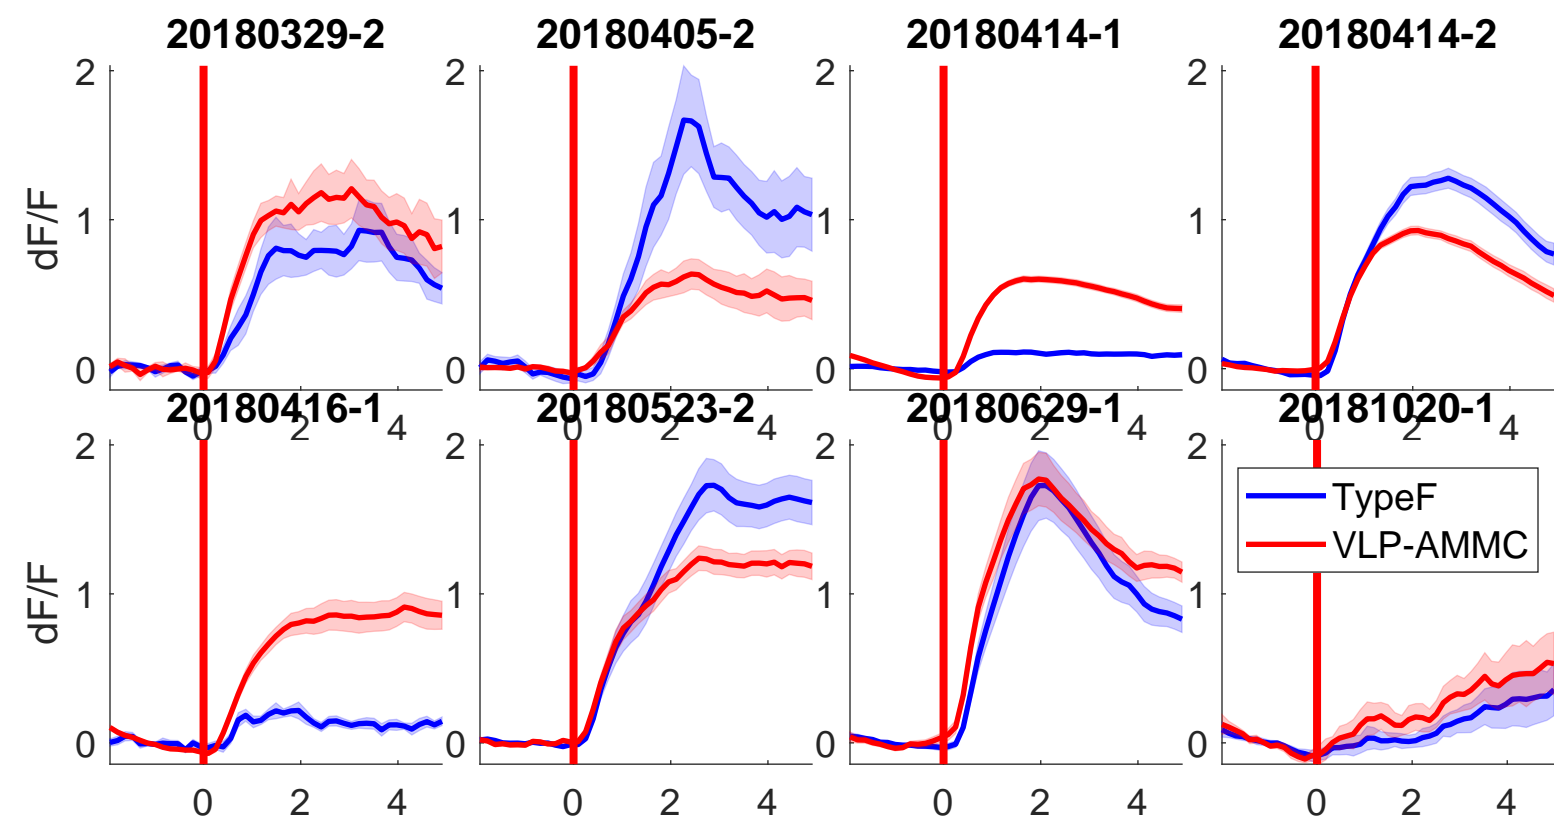 20180329-2 20180405-2 20180414-1 20180414-2
2 2 2 2
dF/F
1 1 1 1
0 0 0 0
0 2 4 0 2 4 0 2 4 0 2 4
20180416-1 20180523-2 20180629-1 20181020-1
2 2 2 2
TypeF
VLP-AMMC
dF/F
1 1 1 1
0 0 0 0
0 2 4 0 2 4 0 2 4 0 2 4